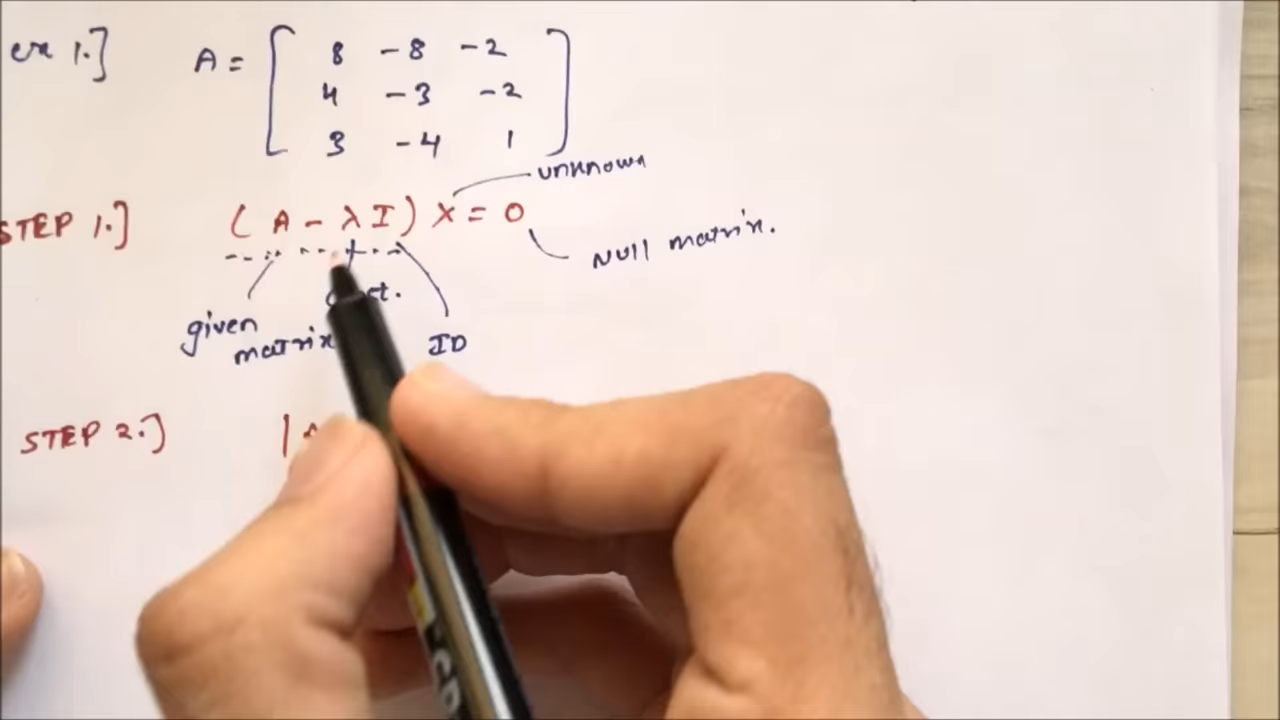 ex 1.] A = [ 8 -8 -2
4 -3 -2
3 -4 1 ]
unknown
STEP 1.] ( A - λ I ) X = 0
Null matrix.
given
matrix
ID
STEP 2.] |